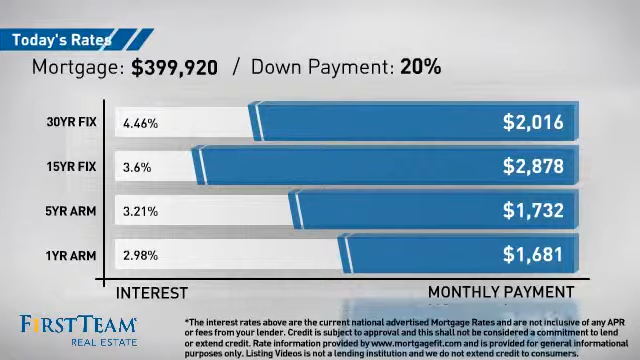 Today's Rates
Mortgage: $399,920 / Down Payment: 20%
30YR FIX 4.46% $2,016
15YR FIX 3.6% $2,878
5YR ARM 3.21% $1,732
1YR ARM 2.98% $1,681
INTEREST MONTHLY PAYMENT
FIRSTTEAM®
REAL ESTATE
*The interest rates above are the current national advertised Mortgage Rates and are not inclusive of any APR
or fees from your lender. Credit is subject to approval and this shall not be considered a commitment to lend
or extend credit. Rate information provided by www.mortgagefit.com and is provided for general informational
purposes only. Listing Videos is not a lending institution and we do not extend credit to consumers.